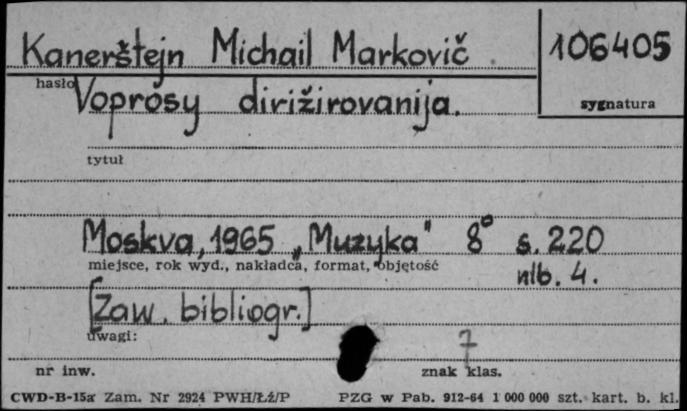 Kanerštejn Michail Markovič
106405
hasło
Voprosy dirižirovanija.
sygnatura
tytuł
Moskva, 1965 „Muzyka" 8° s. 220
miejsce, rok wyd., nakładca, format, objętość
nlb. 4.
[Zaw. bibliogr.]
uwagi:
7
nr inw.
znak klas.
CWD-B-15a Zam. Nr 2924 PWH/Łź/P PZG w Pab. 912-64 1 000 000 szt. kart. b. kl.